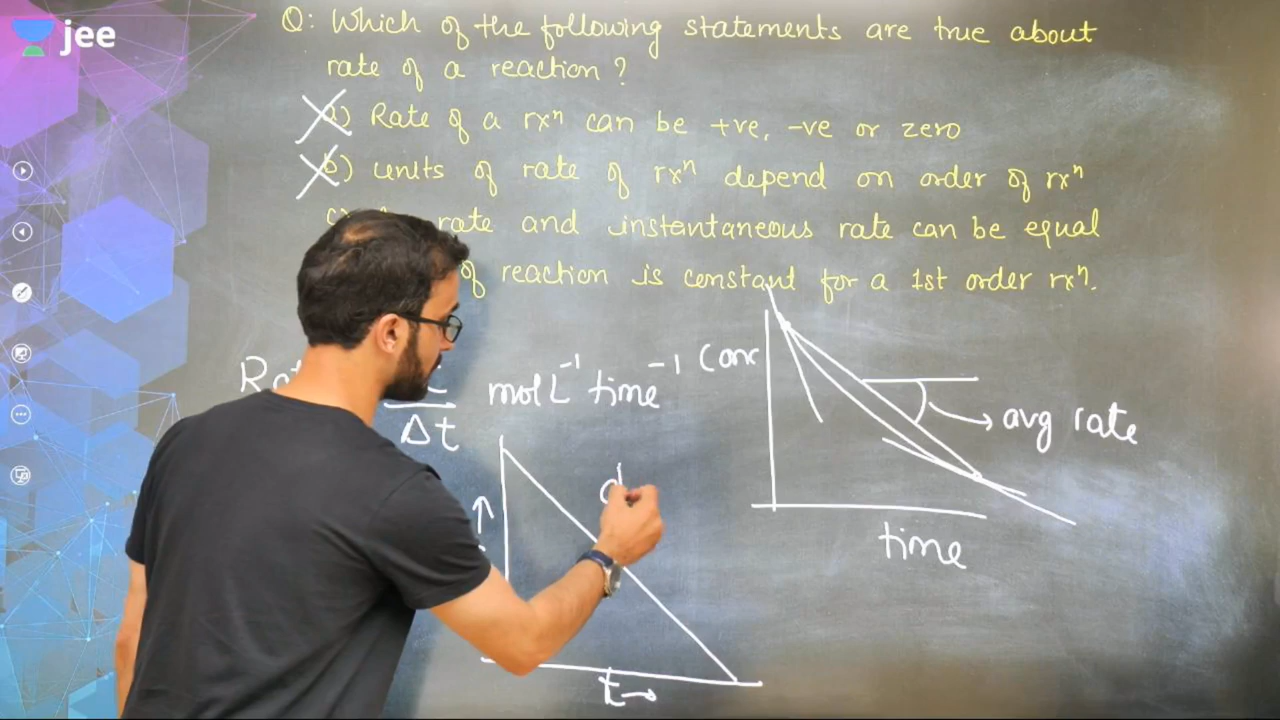 jee
Q: Which of the following statements are true about
rate of a reaction ?
a) Rate of a rxⁿ can be +ve, -ve or zero
b) units of rate of rxⁿ depend on order of rxⁿ
c) rate and instantaneous rate can be equal
of reaction is constant for a 1st order rxⁿ.
Δt
mol L⁻¹ time⁻¹
Conc
avg rate
time
t→